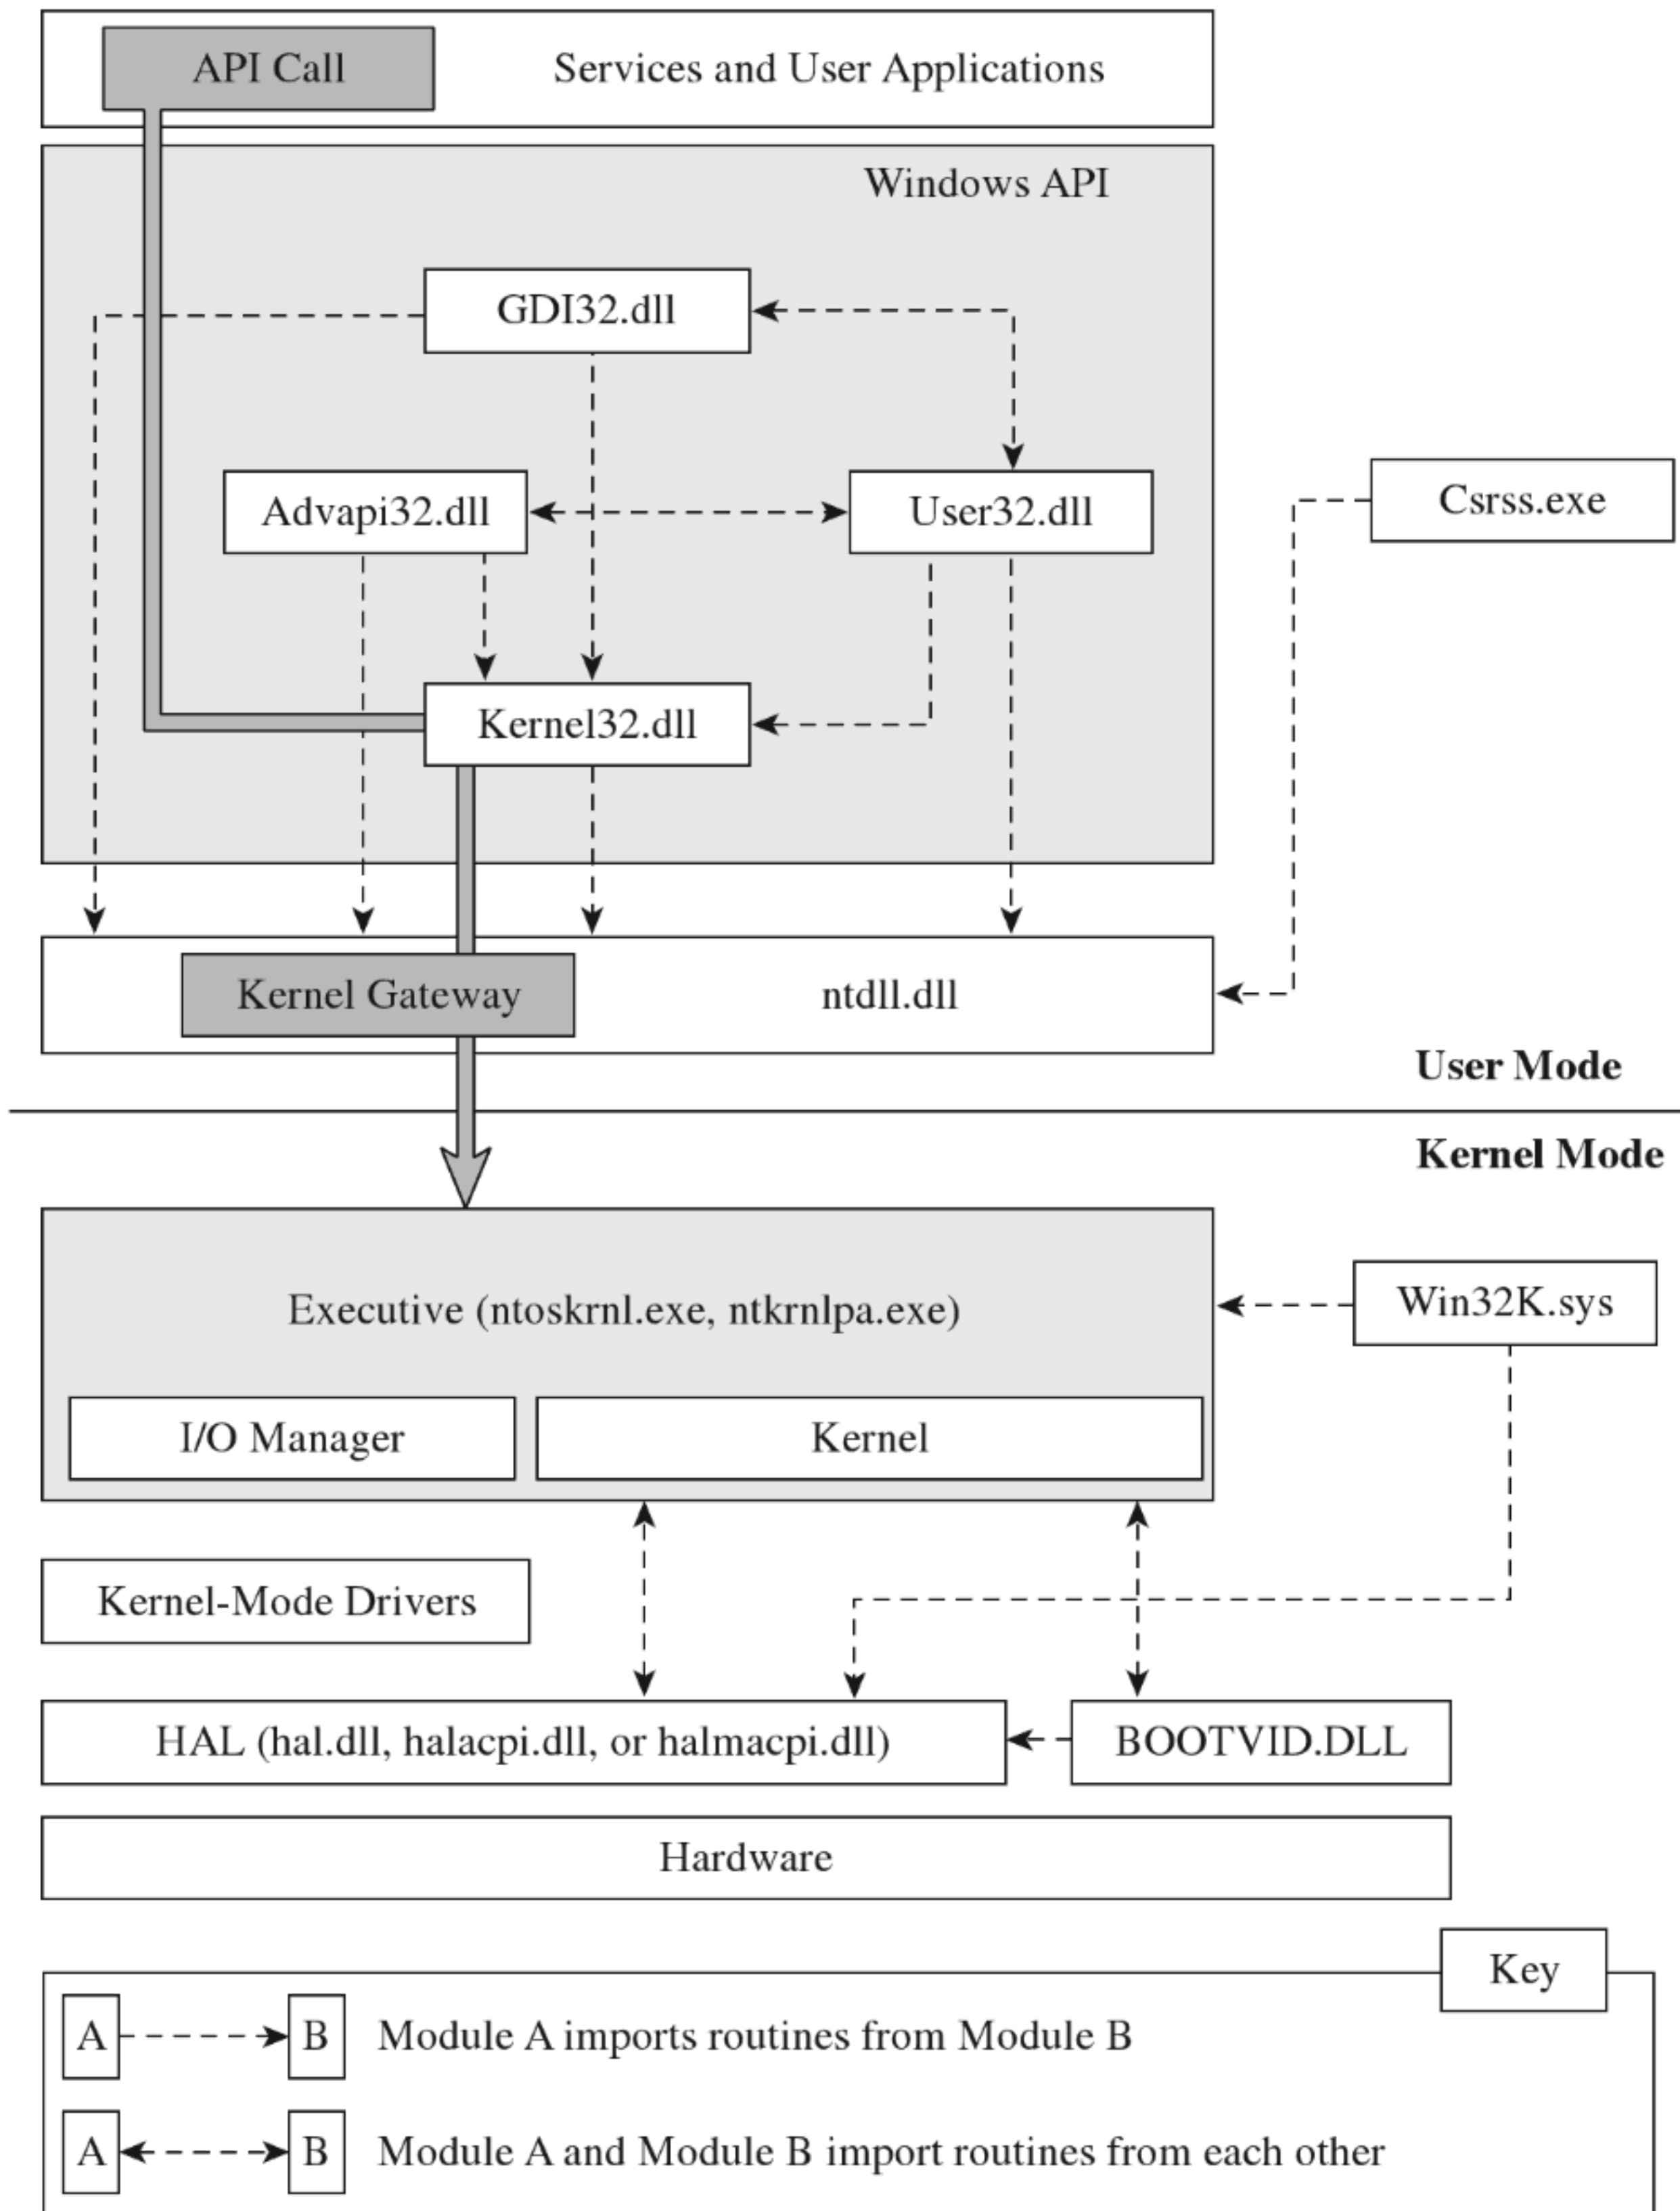 API Call
Services and User Applications
Windows API
GDI32.dll
Advapi32.dll
User32.dll
Csrss.exe
Kernel32.dll
Kernel Gateway
ntdll.dll
User Mode
Kernel Mode
Executive (ntoskrnl.exe, ntkrnlpa.exe)
Win32K.sys
I/O Manager
Kernel
Kernel-Mode Drivers
HAL (hal.dll, halacpi.dll, or halmacpi.dll)
BOOTVID.DLL
Hardware
Key
A B Module A imports routines from Module B
A B Module A and Module B import routines from each other